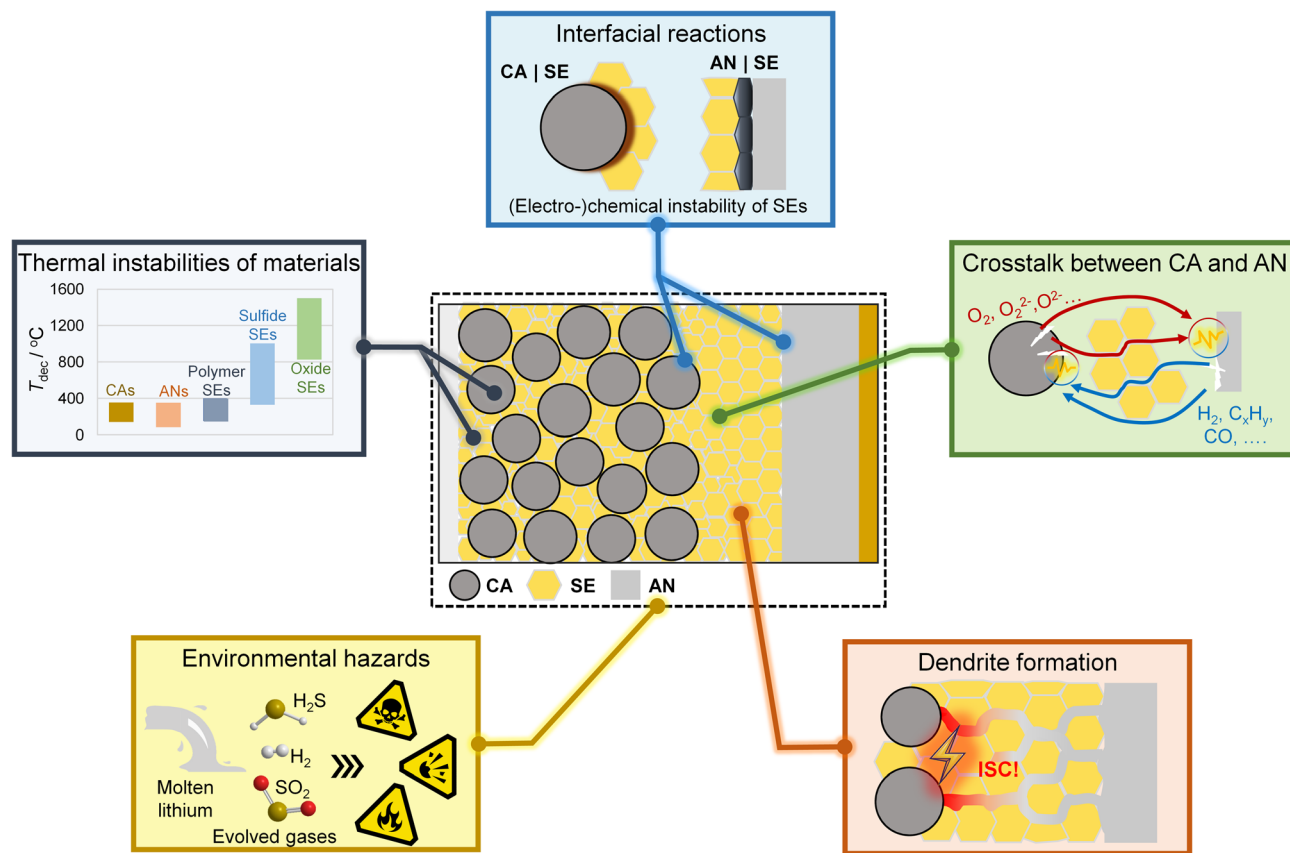 Interfacial reactions
CA | SE
AN | SE
(Electro-)chemical instability of SEs
Thermal instabilities of materials
T_dec / °C
1600
1200
800
400
0
CAs
ANs
Polymer
SEs
Sulfide
SEs
Oxide
SEs
Crosstalk between CA and AN
O₂, O₂²⁻,O²⁻...
H₂, CₓHᵧ,
CO, ....
CA
SE
AN
Environmental hazards
Molten
lithium
H₂S
H₂
SO₂
Evolved gases
Dendrite formation
ISC!